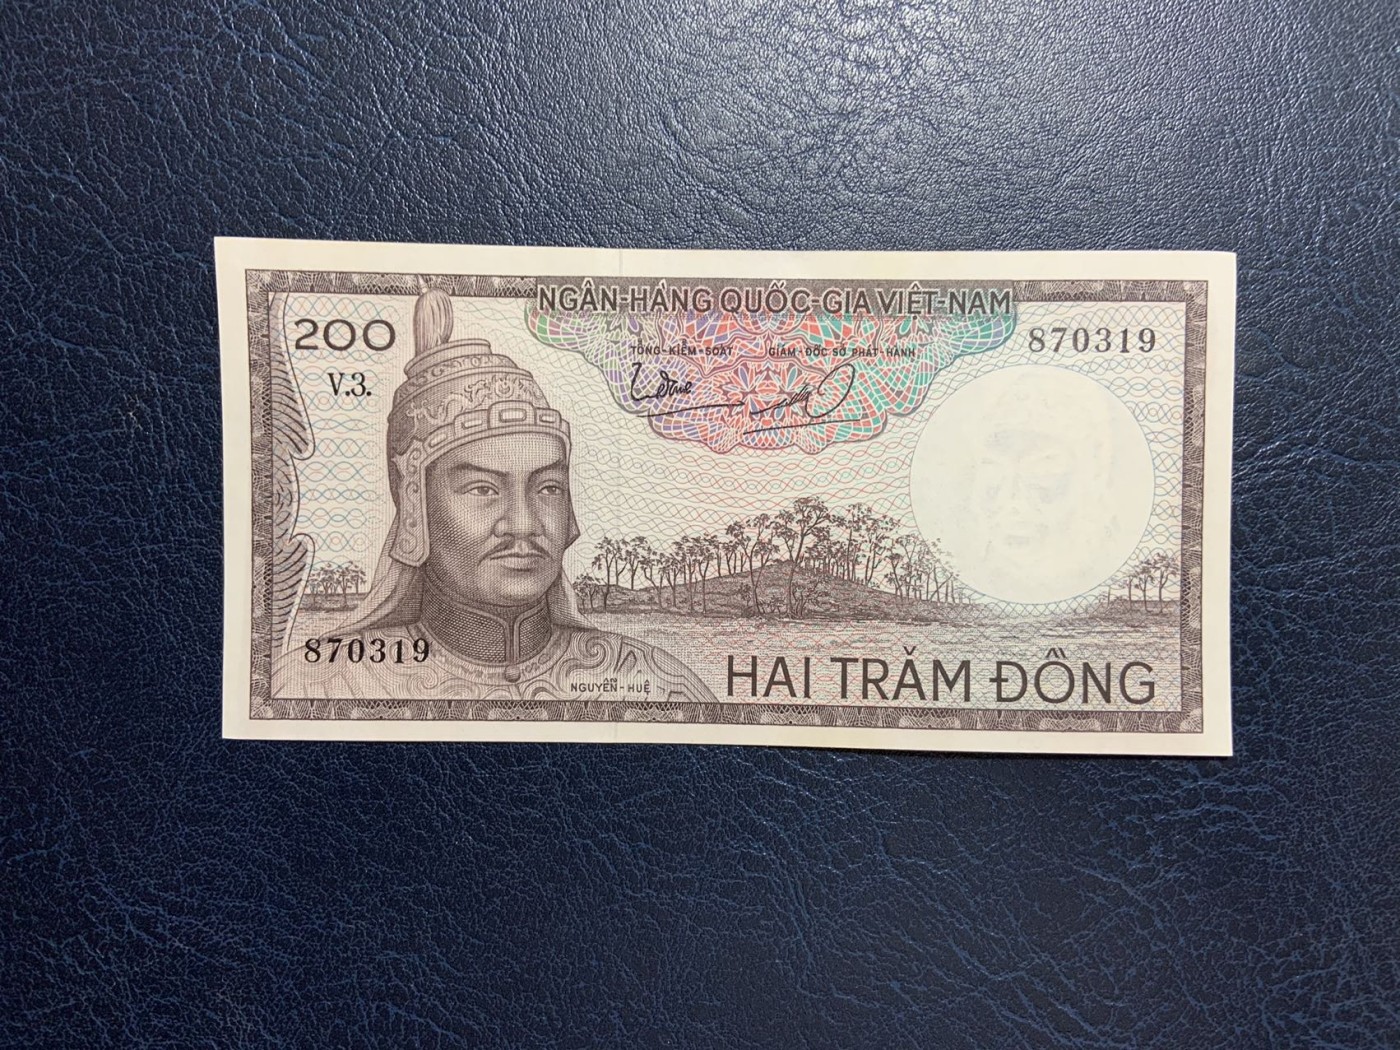 NGÂN-HÀNG QUỐC-GIA VIỆT-NAM
200
V.3.
TỔNG-KIỂM-SOÁT GIÁM-ĐỐC SỞ PHÁT-HÀNH
870319
870319
NGUYỄN-HUỆ
HAI TRĂM ĐỒNG